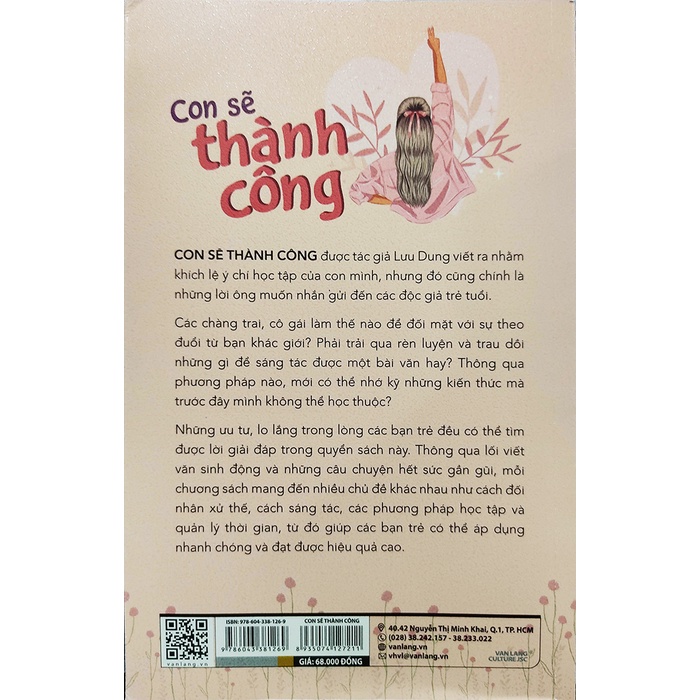 Con sẽ
thành
công
CON SẼ THÀNH CÔNG được tác giả Lưu Dung viết ra nhằm
khích lệ ý chí học tập của con mình, nhưng đó cũng chính là
những lời ông muốn nhắn gửi đến các độc giả trẻ tuổi.
Các chàng trai, cô gái làm thế nào để đối mặt với sự theo
đuổi từ bạn khác giới? Phải trải qua rèn luyện và trau dồi
những gì để sáng tác được một bài văn hay? Thông qua
phương pháp nào, mới có thể nhớ kỹ những kiến thức mà
trước đây mình không thể học thuộc?
Những ưu tư, lo lắng trong lòng các bạn trẻ đều có thể tìm
được lời giải đáp trong quyển sách này. Thông qua lối viết
văn sinh động và những câu chuyện hết sức gần gũi, mỗi
chương sách mang đến nhiều chủ đề khác nhau như cách đối
nhân xử thế, cách sáng tác, các phương pháp học tập và
quản lý thời gian, từ đó giúp các bạn trẻ có thể áp dụng
nhanh chóng và đạt được hiệu quả cao.
ISBN: 978-604-338-126-9
CON SẼ THÀNH CÔNG
9 786043 381269
8 935074 127211
GIÁ: 68.000 ĐỒNG
vanlang.vn
40.42 Nguyễn Thị Minh Khai, Q.1, TP. HCM
(028) 38.242.157 - 38.233.022
vanlang.vn
vhvl@vanlang.vn
VAN LANG
CULTURE JSC